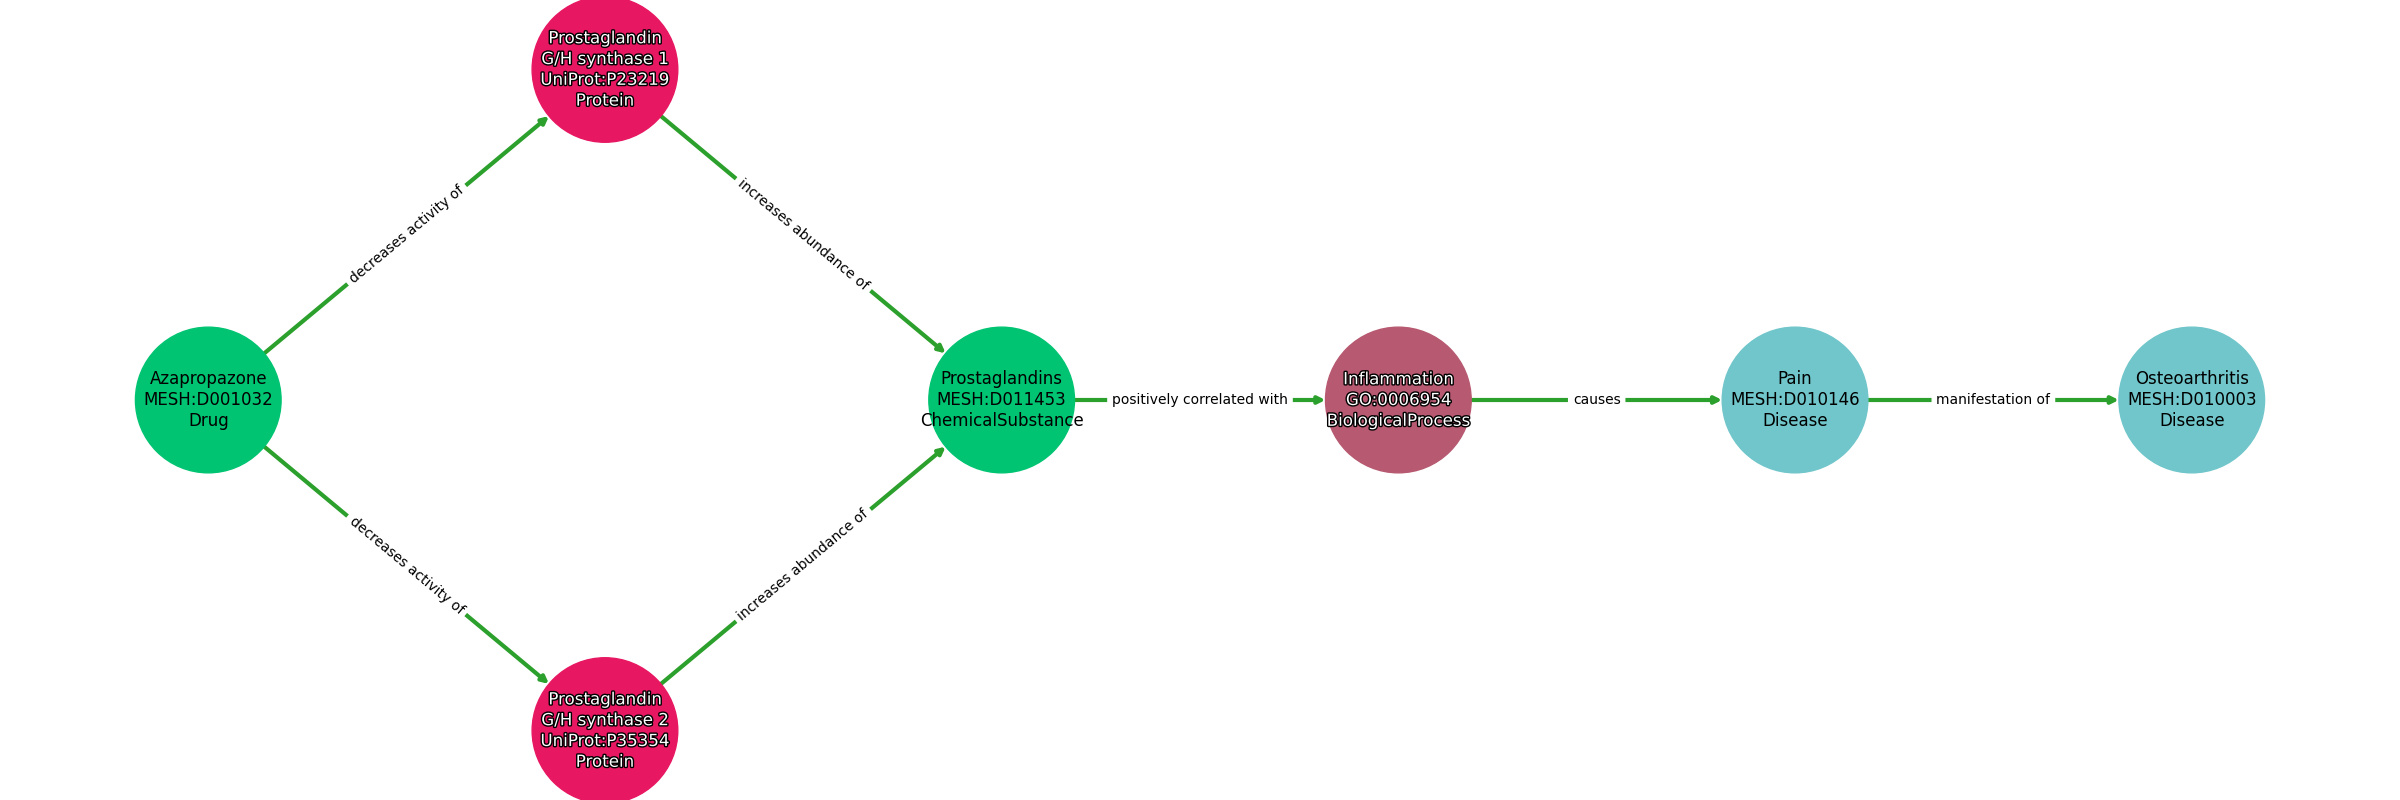 Prostaglandin
G/H synthase 1
UniProt:P23219
Protein
decreases activity of
increases abundance of
Azapropazone
MESH:D001032
Drug
Prostaglandins
MESH:D011453
ChemicalSubstance
positively correlated with
Inflammation
GO:0006954
BiologicalProcess
causes
Pain
MESH:D010146
Disease
manifestation of
Osteoarthritis
MESH:D010003
Disease
decreases activity of
increases abundance of
Prostaglandin
G/H synthase 2
UniProt:P35354
Protein